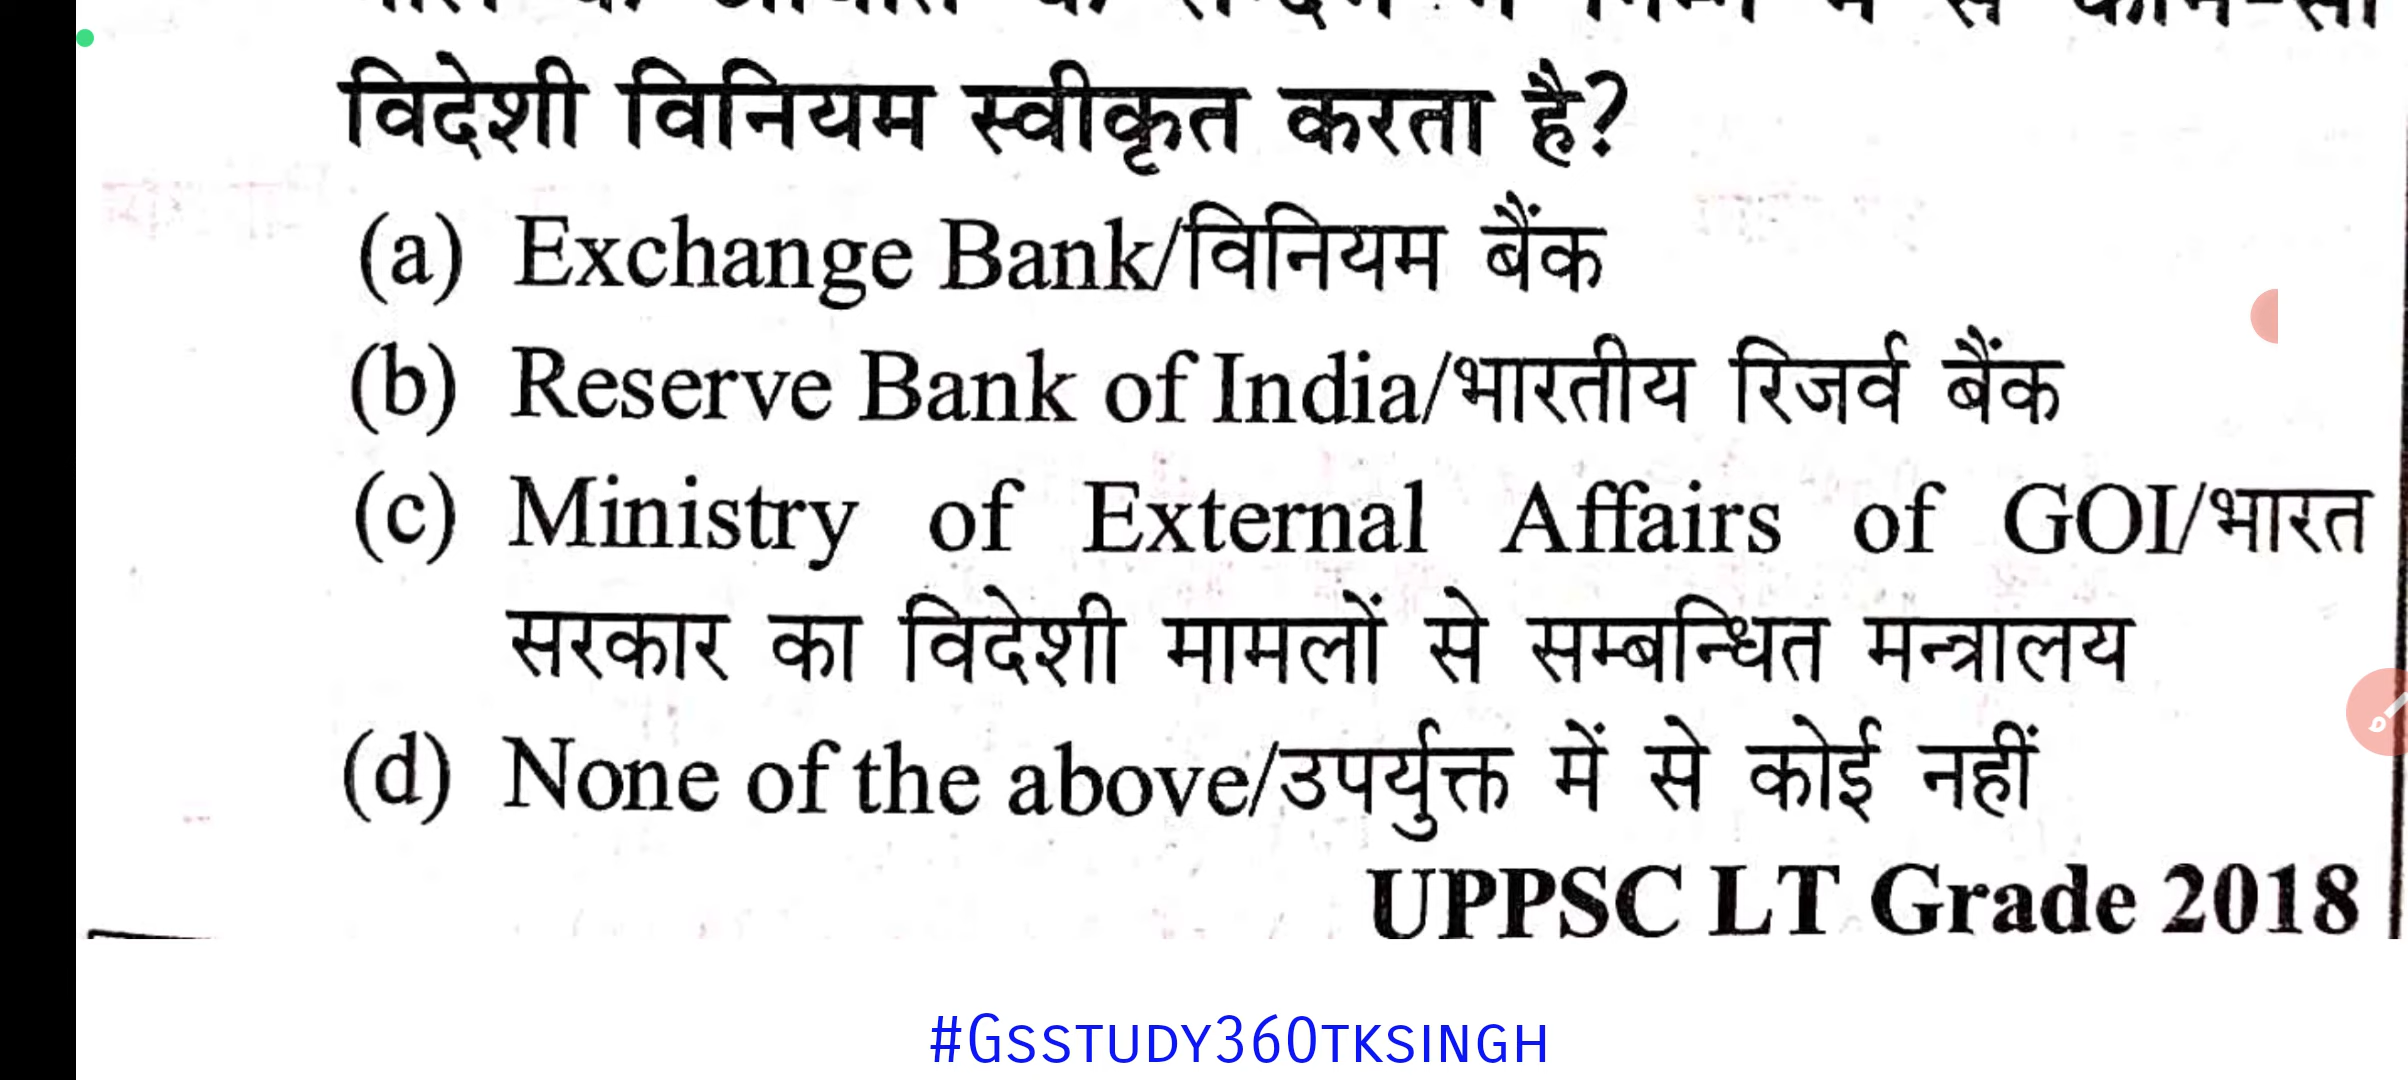 विदेशी विनियम स्वीकृत करता है?
(a) Exchange Bank/विनियम बैंक
(b) Reserve Bank of India/भारतीय रिजर्व बैंक
(c) Ministry of External Affairs of GOI/भारत
सरकार का विदेशी मामलों से सम्बन्धित मन्त्रालय
(d) None of the above/उपर्युक्त में से कोई नहीं
UPPSC LT Grade 2018
#GSSTUDY360TKSINGH